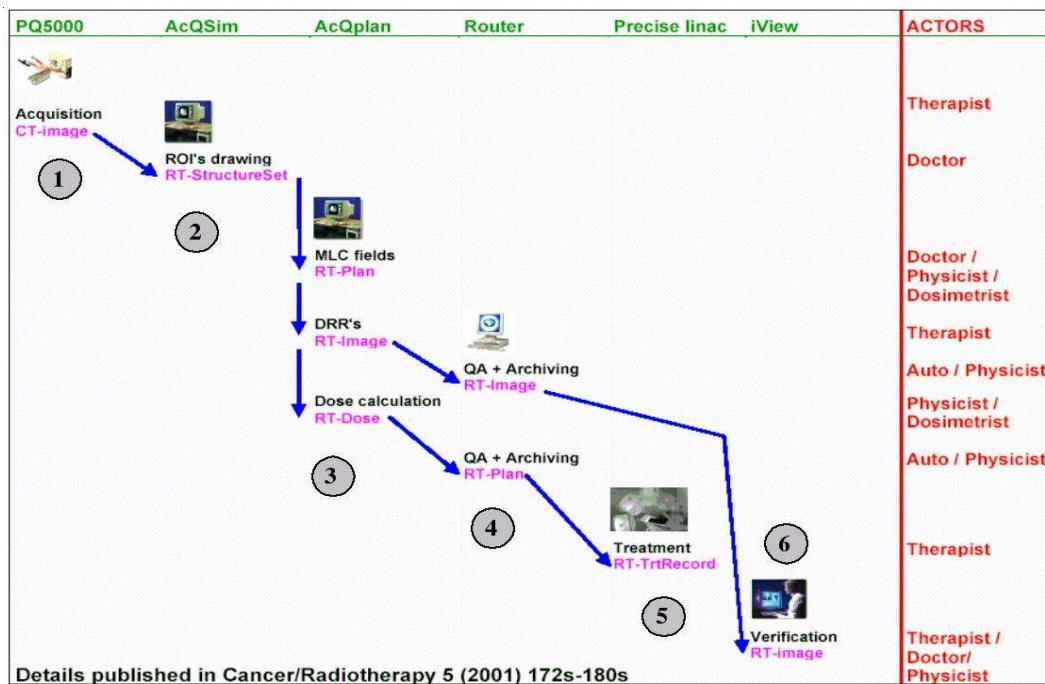 PQ5000 AcQSim AcQplan Router Precise linac iView ACTORS
Acquisition
CT-image
Therapist
1
ROI's drawing
RT-StructureSet
Doctor
2
MLC fields
RT-Plan
Doctor /
Physicist /
Dosimetrist
DRR's
RT-Image
Therapist
QA + Archiving
RT-Image
Auto / Physicist
Dose calculation
RT-Dose
Physicist /
Dosimetrist
3
QA + Archiving
RT-Plan
Auto / Physicist
4
Treatment
RT-TrtRecord
Therapist
5
6
Verification
RT-image
Therapist /
Doctor/
Physicist
Details published in Cancer/Radiotherapy 5 (2001) 172s-180s